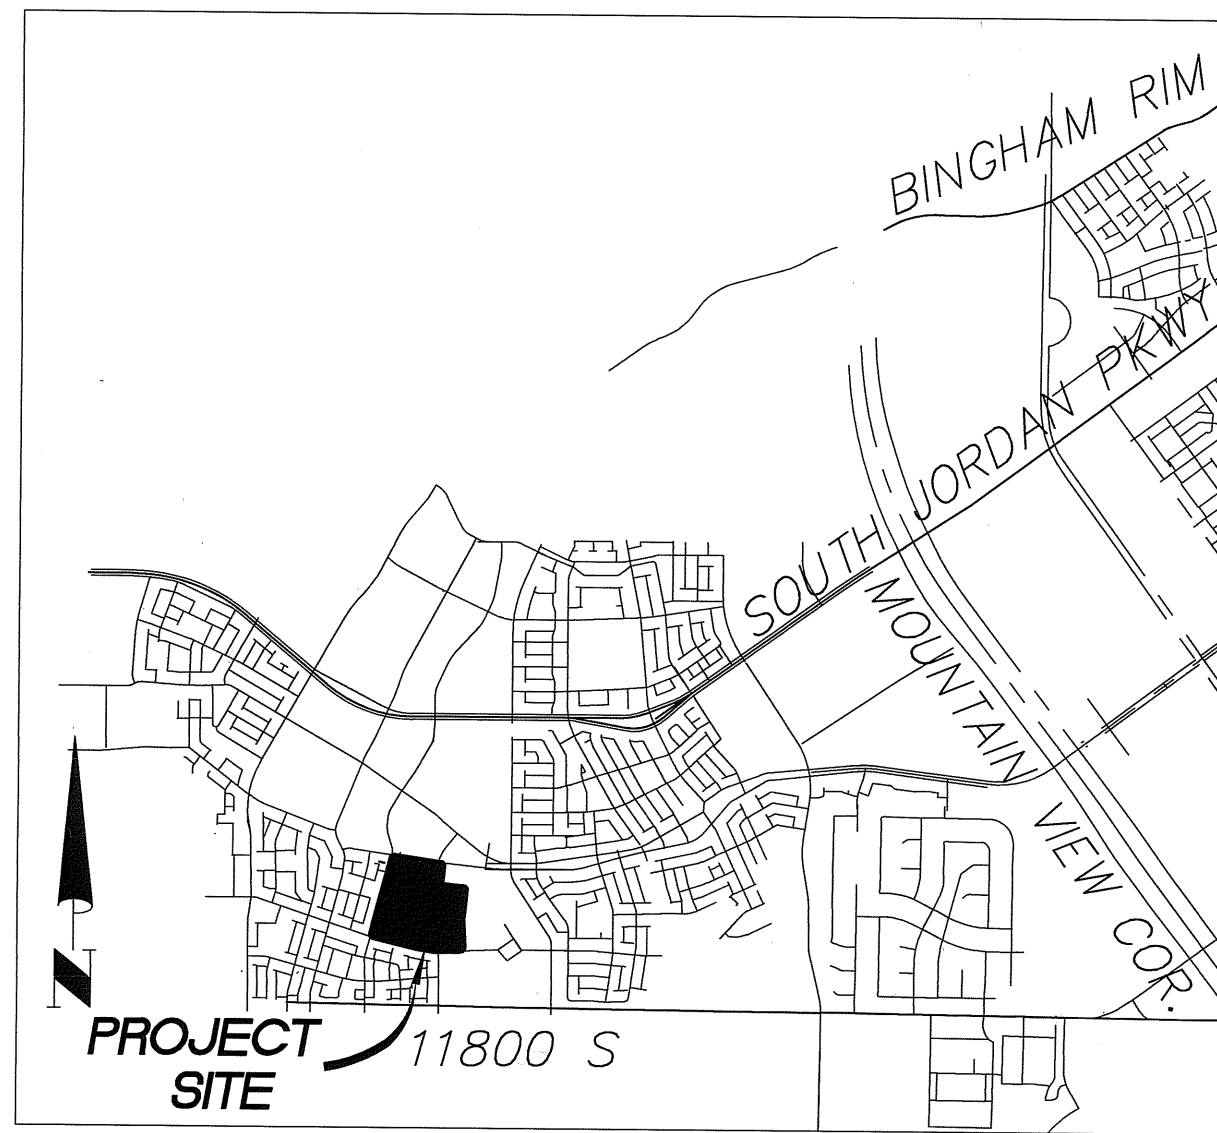 BINGHAM RIM
SOUTH JORDAN PKWY
MOUNTAIN VIEW COR.
N
PROJECT
SITE
11800 S